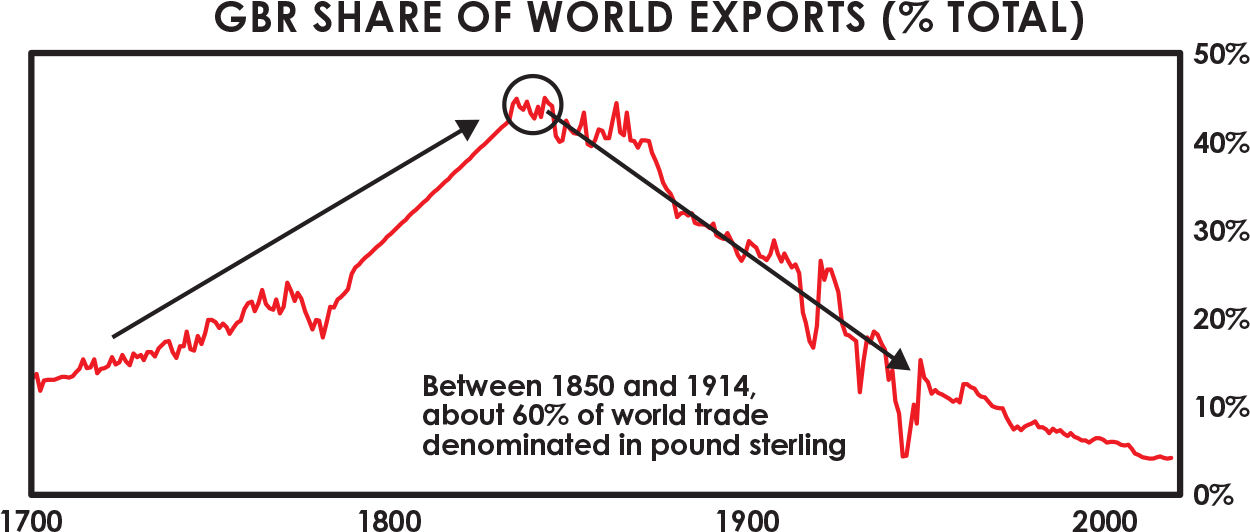 GBR SHARE OF WORLD EXPORTS (% TOTAL)
50%
40%
30%
20%
10%
0%
Between 1850 and 1914,
about 60% of world trade
denominated in pound sterling
1700 1800 1900 2000